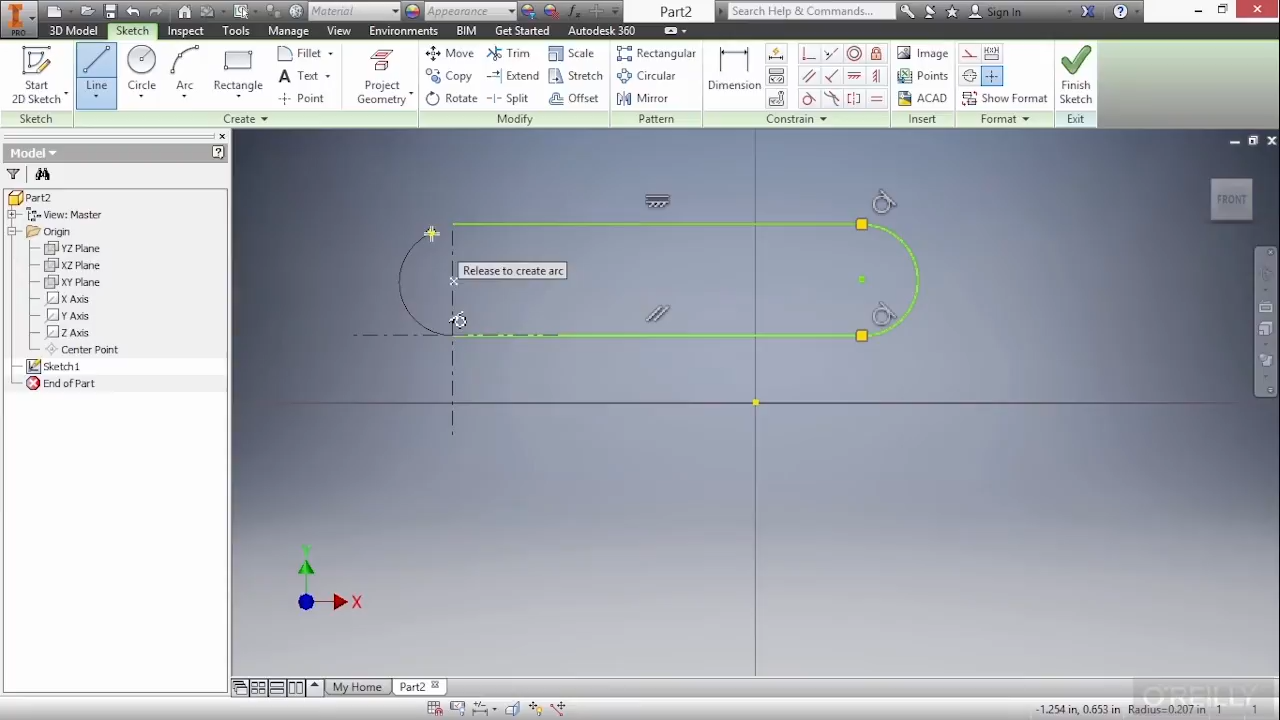 Material
Appearance
Part2
Search Help & Commands...
Sign In
PRO
3D Model
Sketch
Inspect
Tools
Manage
View
Environments
BIM
Get Started
Autodesk 360
Start
2D Sketch
Line
Circle
Arc
Rectangle
Fillet
Text
Point
Project
Geometry
Move
Copy
Rotate
Trim
Extend
Split
Scale
Stretch
Offset
Rectangular
Circular
Mirror
Dimension
Image
Points
ACAD
Show Format
Finish
Sketch
Sketch
Create
Modify
Pattern
Constrain
Insert
Format
Exit
Model
Part2
View: Master
Origin
YZ Plane
XZ Plane
XY Plane
X Axis
Y Axis
Z Axis
Center Point
Sketch1
End of Part
FRONT
Release to create arc
Y
X
My Home
Part2
O'REILLY
-1.254 in, 0.653 in Radius=0.207 in 1 1